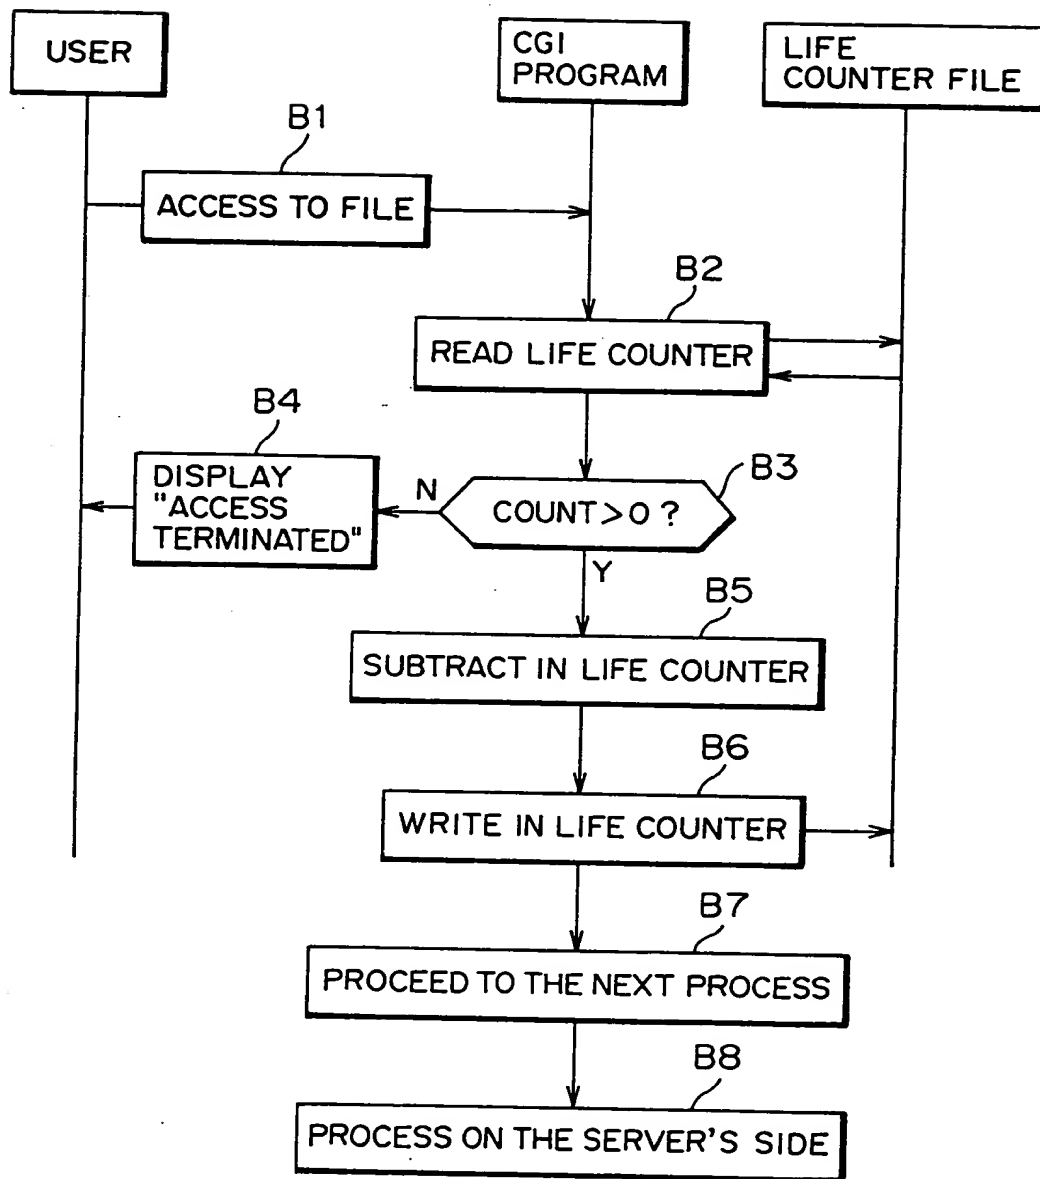 USER
CGI
PROGRAM
LIFE
COUNTER FILE
B1
ACCESS TO FILE
B2
READ LIFE COUNTER
B4
DISPLAY
"ACCESS
TERMINATED"
N
B3
COUNT>0 ?
Y
B5
SUBTRACT IN LIFE COUNTER
B6
WRITE IN LIFE COUNTER
B7
PROCEED TO THE NEXT PROCESS
B8
PROCESS ON THE SERVER'S SIDE